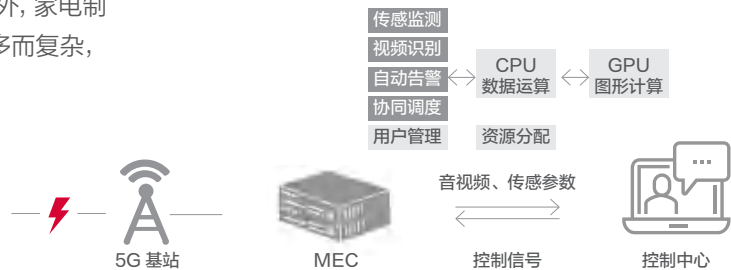 外，家电制
多而复杂，
传感监测
视频识别
自动告警
协同调度
用户管理
CPU
数据运算
GPU
图形计算
资源分配
音视频、传感参数
5G 基站
MEC
控制信号
控制中心